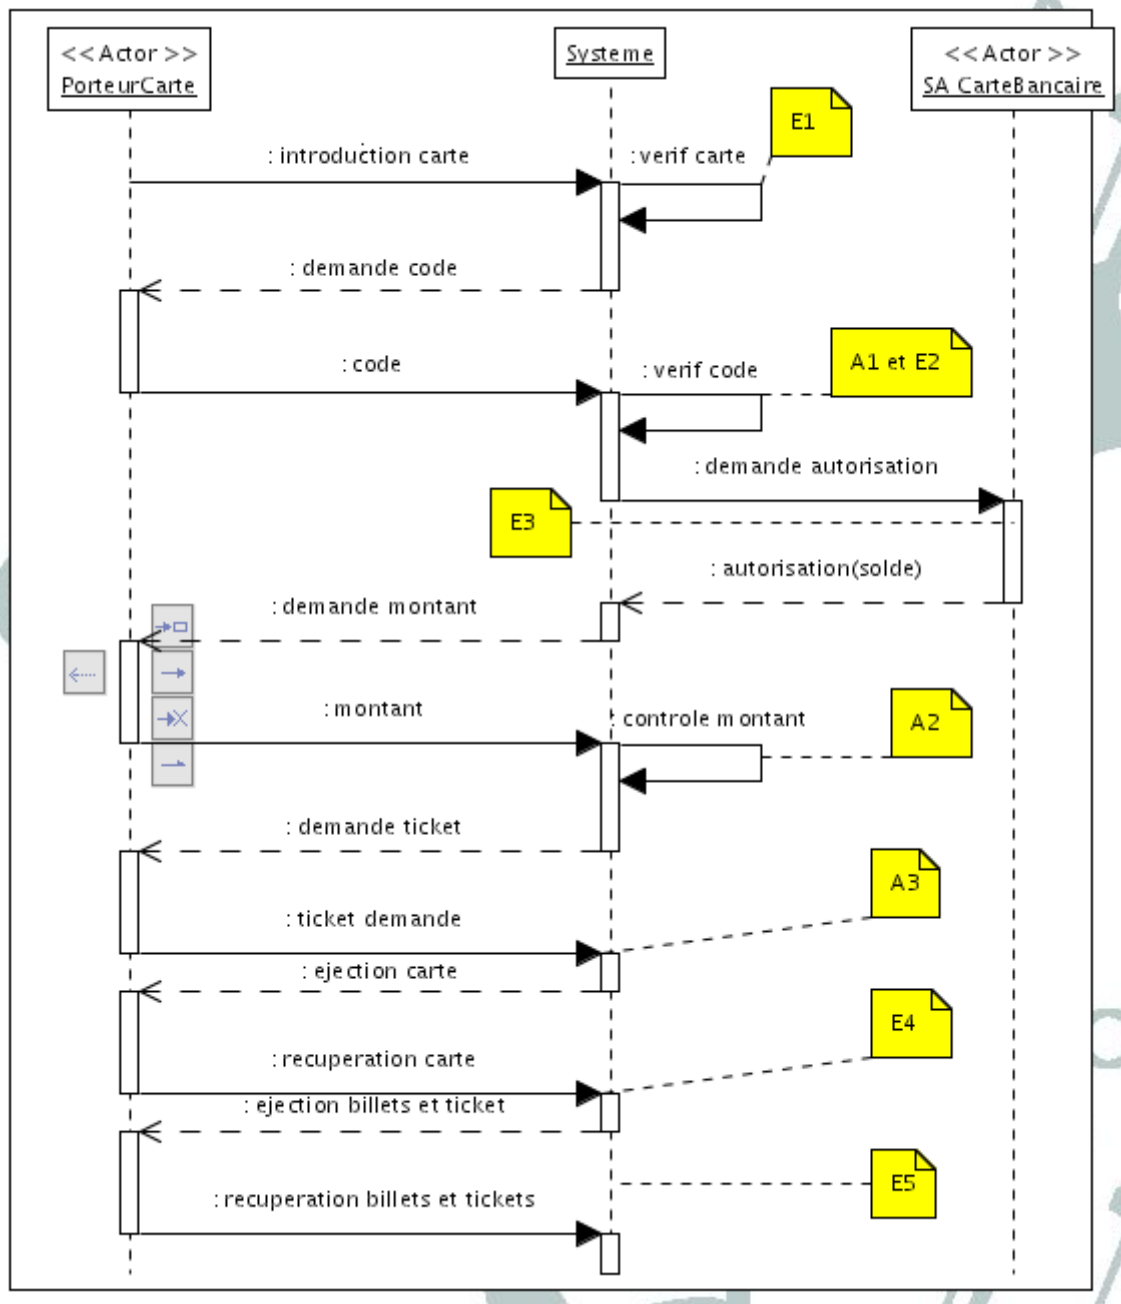 <<Actor >>
PorteurCarte
Systeme
<<Actor >>
SA CarteBancaire
E1
: introduction carte
: verif carte
: demande code
: code
: verif code
A1 et E2
: demande autorisation
E3
: autorisation(solde)
: demande montant
: montant
: controle montant
A2
: demande ticket
A3
: ticket demande
: ejection carte
E4
: recuperation carte
: ejection billets et ticket
E5
: recuperation billets et tickets